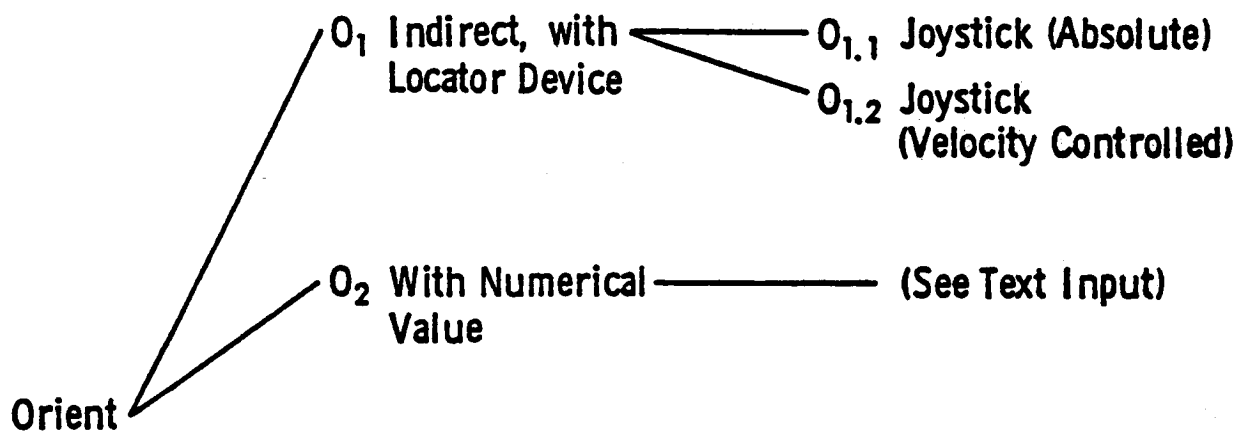 O₁ Indirect, with
Locator Device
O₁.₁ Joystick (Absolute)
O₁.₂ Joystick
(Velocity Controlled)
O₂ With Numerical
Value
(See Text Input)
Orient